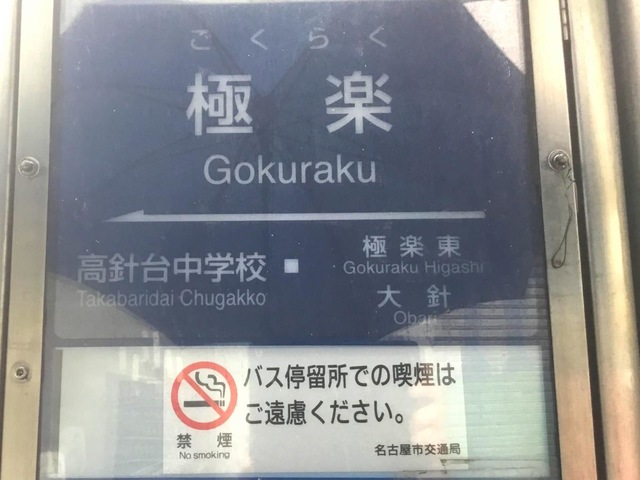 ごくらく
極楽
Gokuraku
高針台中学校
Takabaridai Chugakko
極楽東
Gokuraku Higashi
大針
Obari
バス停留所での喫煙は
ご遠慮ください。
禁煙
No smoking
名古屋市交通局